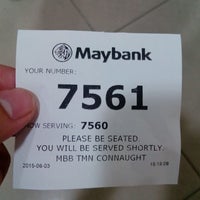 Maybank
YOUR NUMBER:
7561
NOW SERVING: 7560
PLEASE BE SEATED.
YOU WILL BE SERVED SHORTLY.
MBB TMN CONNAUGHT
2015-08-03